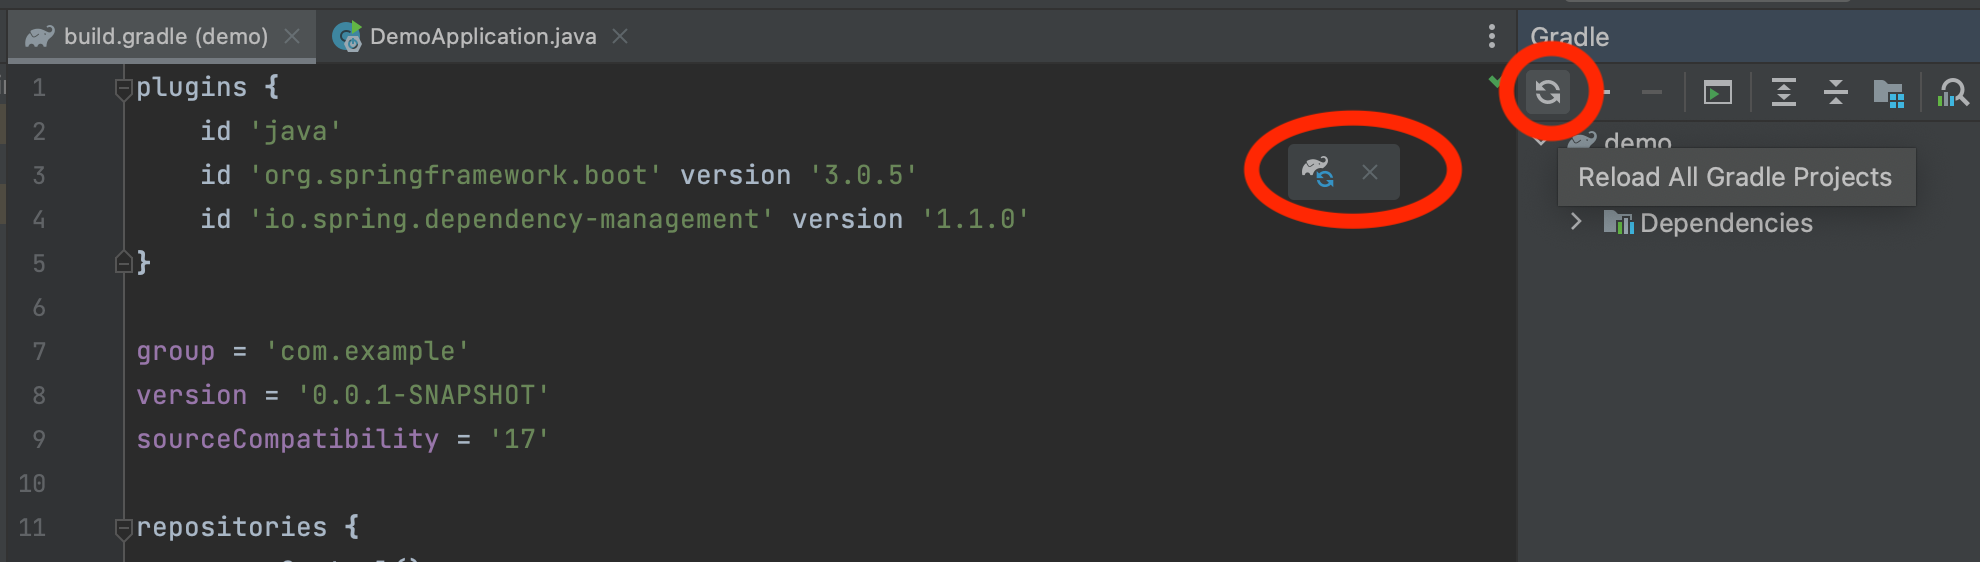 build.gradle (demo)
DemoApplication.java
Gradle
1 plugins {
2 id 'java'
3 id 'org.springframework.boot' version '3.0.5'
4 id 'io.spring.dependency-management' version '1.1.0'
5 }
6
7 group = 'com.example'
8 version = '0.0.1-SNAPSHOT'
9 sourceCompatibility = '17'
10
11 repositories {
demo
Reload All Gradle Projects
Dependencies